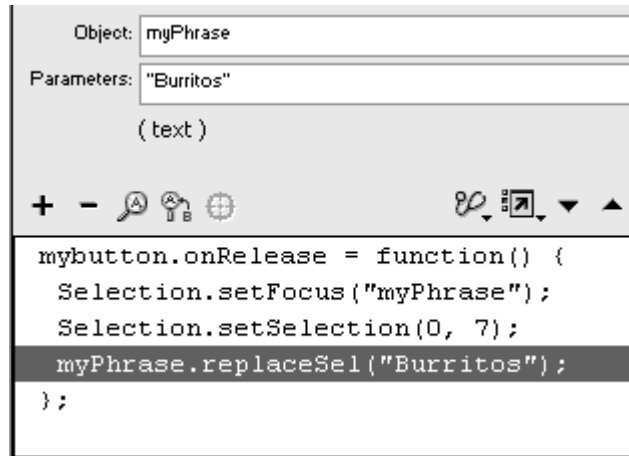 Object: myPhrase
Parameters: "Burritos"
( text )
mybutton.onRelease = function() {
Selection.setFocus("myPhrase");
Selection.setSelection(0, 7);
myPhrase.replaceSel("Burritos");
};